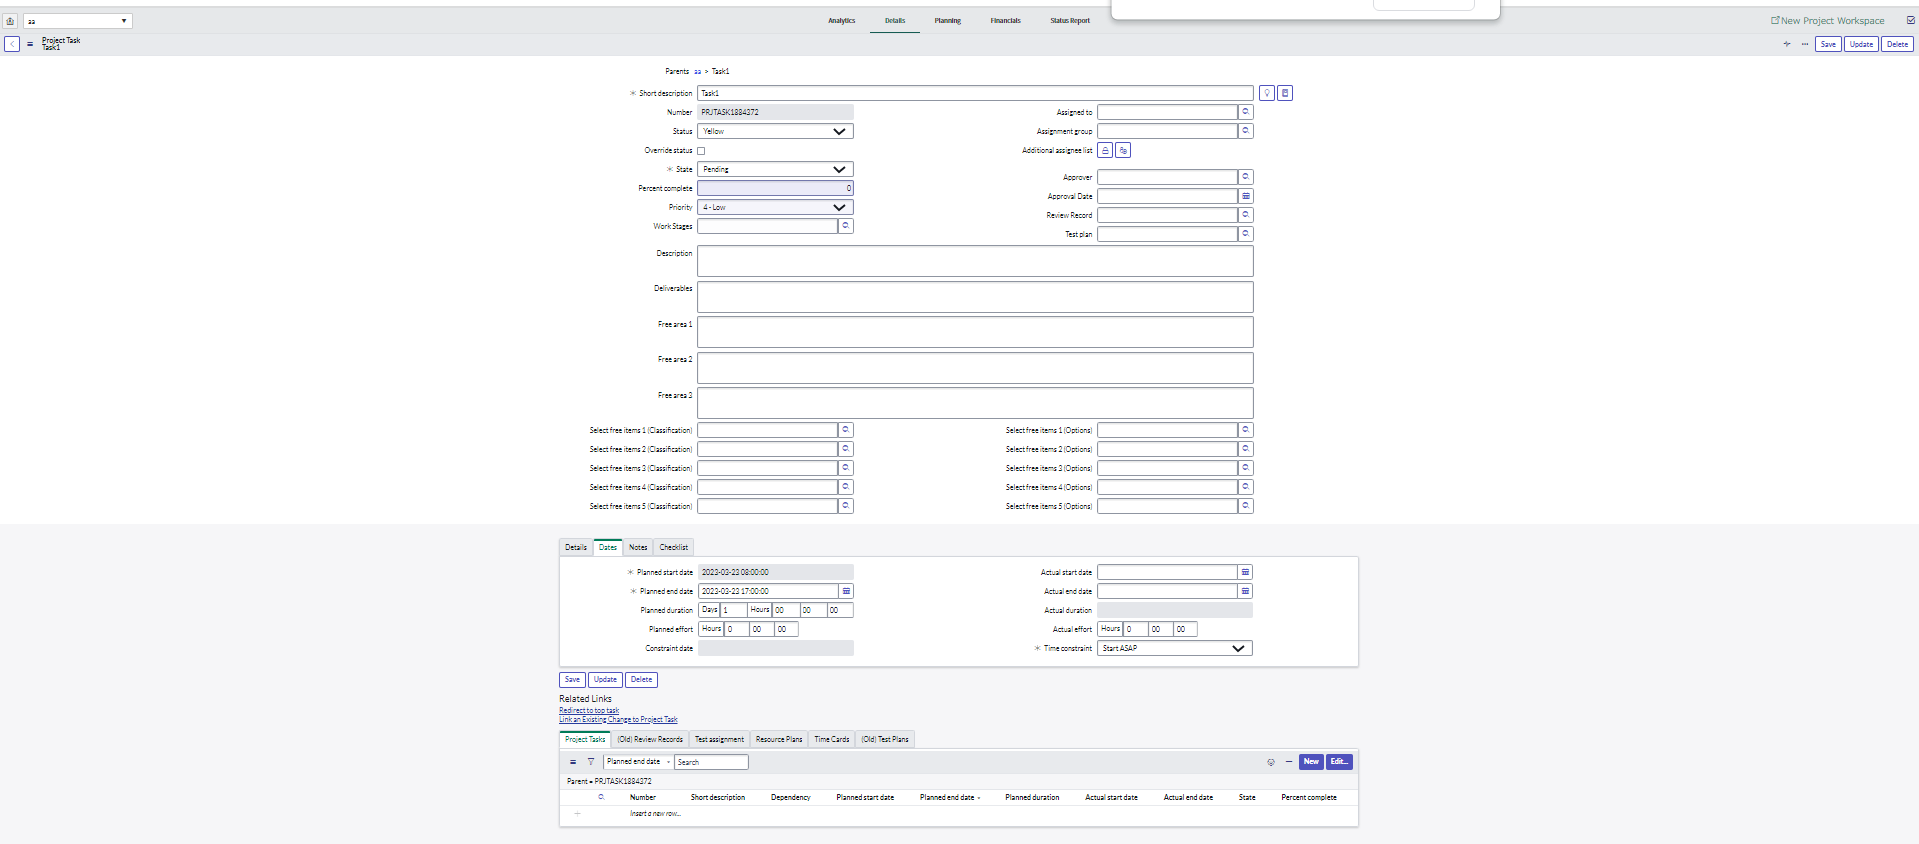 aa
Analytics Details Planning Financials Status Report
New Project Workspace
Project Task
Task1
Save Update Delete
Parents aa > Task1
Short description Task1
Number PRJTASK1884372
Assigned to
Status Yellow
Assignment group
Override status
Additional assignee list
State Pending
Percent complete 0
Approver
Priority 4 - Low
Approval Date
Work Stages
Review Record
Test plan
Description
Deliverables
Free area 1
Free area 2
Free area 3
Select free items 1 (Classification) Select free items 1 (Options)
Select free items 2 (Classification) Select free items 2 (Options)
Select free items 3 (Classification) Select free items 3 (Options)
Select free items 4 (Classification) Select free items 4 (Options)
Select free items 5 (Classification) Select free items 5 (Options)
Details Dates Notes Checklist
Planned start date 2023-03-23 08:00:00 Actual start date
Planned end date 2023-03-23 17:00:00 Actual end date
Planned duration Days 1 Hours 00 00 00 Actual duration
Planned effort Hours 0 00 00 Actual effort Hours 0 00 00
Constraint date Time constraint Start ASAP
Save Update Delete
Related Links
Redirect to top task
Link an Existing Change to Project Task
Project Tasks (Old) Review Records Test assignment Resource Plans Time Cards (Old) Test Plans
Planned end date Search New Edit...
Parent = PRJTASK1884372
Number Short description Dependency Planned start date Planned end date Planned duration Actual start date Actual end date State Percent complete
Insert a new row...